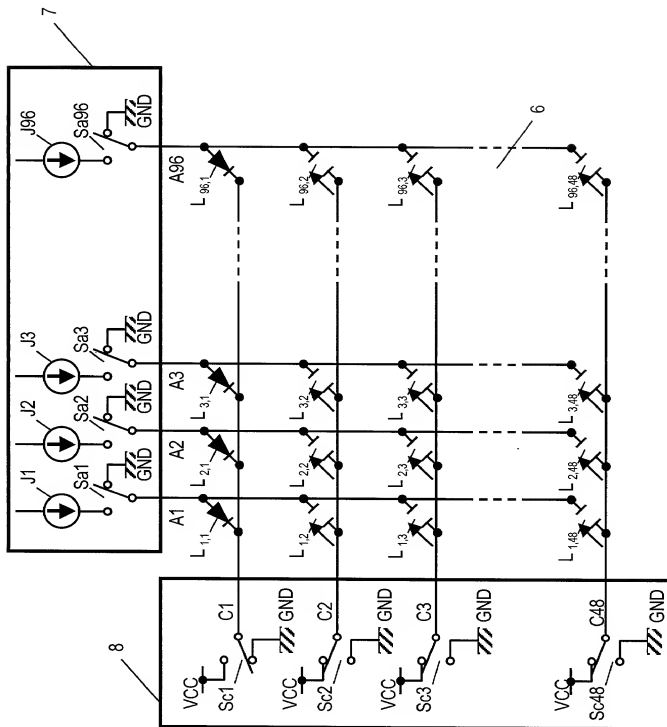 7
J1
J2
J3
J96
Sa1
Sa2
Sa3
Sa96
GND
GND
GND
GND
A1
A2
A3
A96
L1,1
L2,1
L3,1
L96,1
L1,2
L2,2
L3,2
L96,2
L1,3
L2,3
L3,3
L96,3
6
L1,48
L2,48
L3,48
L96,48
8
VCC
Sc1
C1
GND
VCC
Sc2
C2
GND
VCC
Sc3
C3
GND
VCC
Sc48
C48
GND